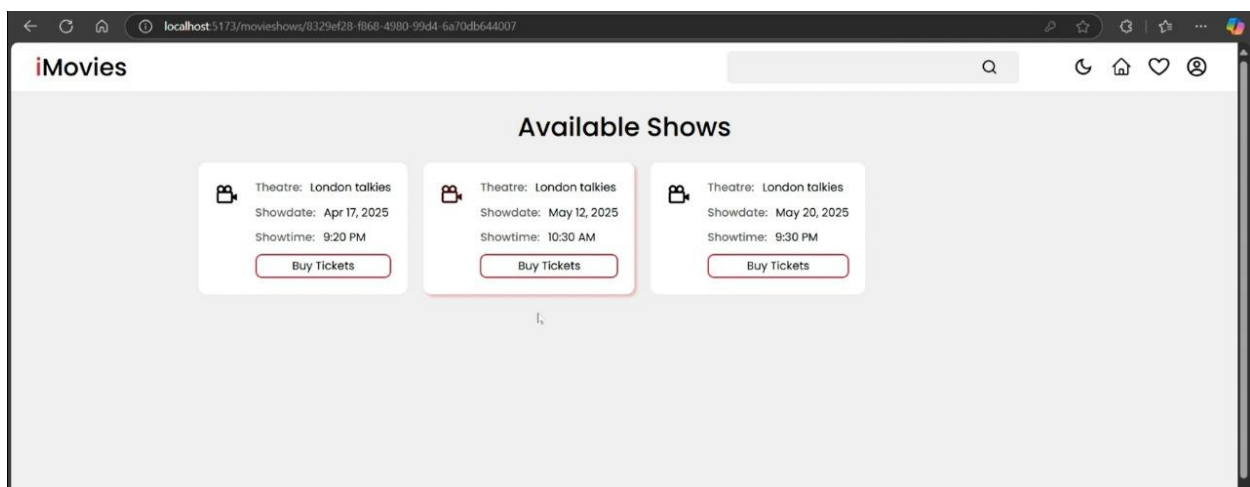 localhost:5173/movieshows/8329ef28-f868-4980-99d4-6a70db644007
iMovies
Available Shows
Theatre: London talkies
Showdate: Apr 17, 2025
Showtime: 9:20 PM
Buy Tickets
Theatre: London talkies
Showdate: May 12, 2025
Showtime: 10:30 AM
Buy Tickets
Theatre: London talkies
Showdate: May 20, 2025
Showtime: 9:30 PM
Buy Tickets